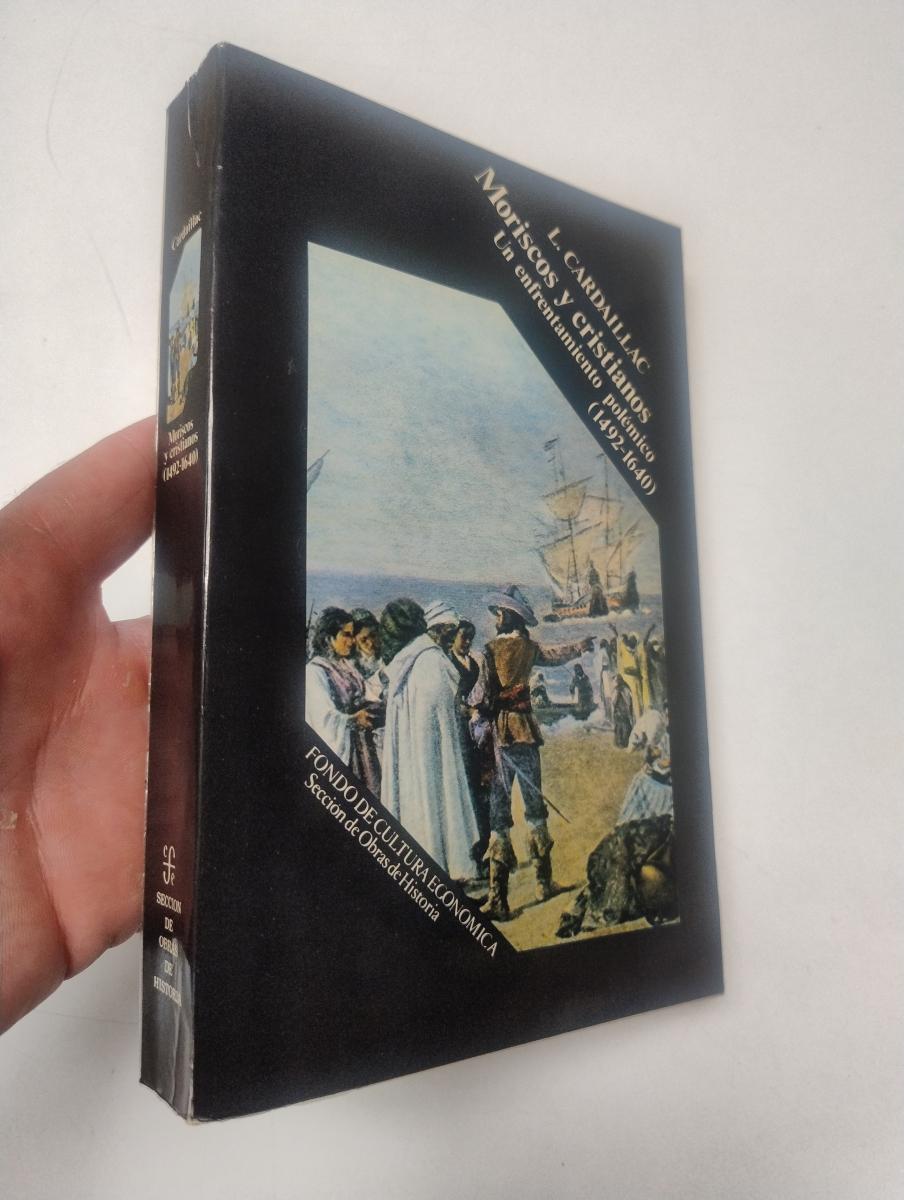 L. CARDAILLAC
Moriscos y cristianos
Un enfrentamiento polémico
(1492-1640)
FONDO DE CULTURA ECONOMICA
Sección de Obras de Historia
Cardaillac
Moriscos
y cristianos
(1492-1640)
cfe
SECCION
DE
OBRAS
DE
HISTORIA